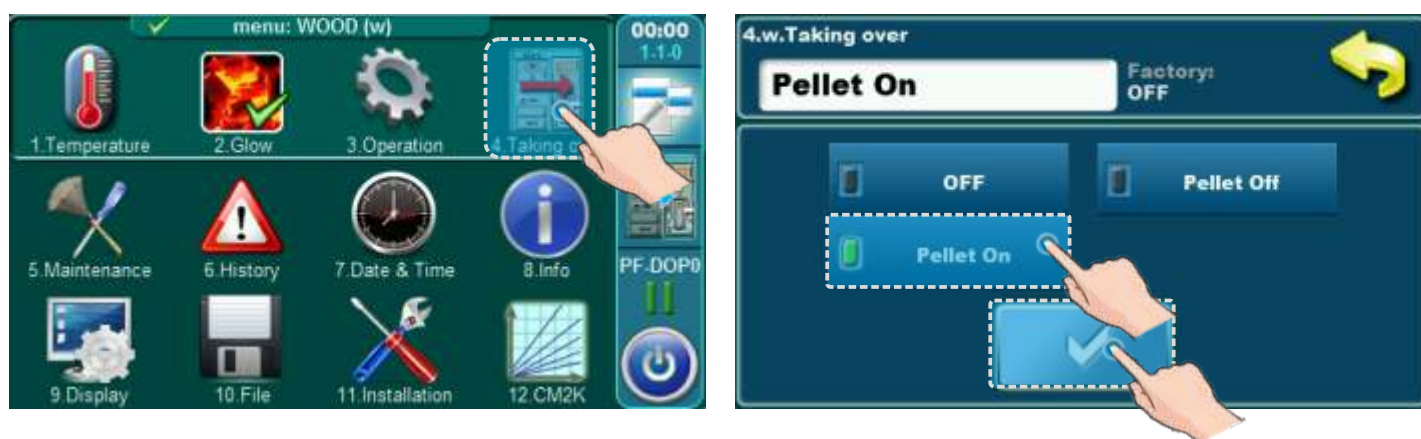 menu: WOOD (w)
00:00
1-1-0
1.Temperature
2.Glow
3.Operation
4.Taking
5.Maintenance
6.History
7.Date & Time
8.Info
PF-DOP0
9.Display
10.File
11.Installation
12.CM2K
4.w.Taking over
Pellet On
Factory:
OFF
OFF
Pellet Off
Pellet On